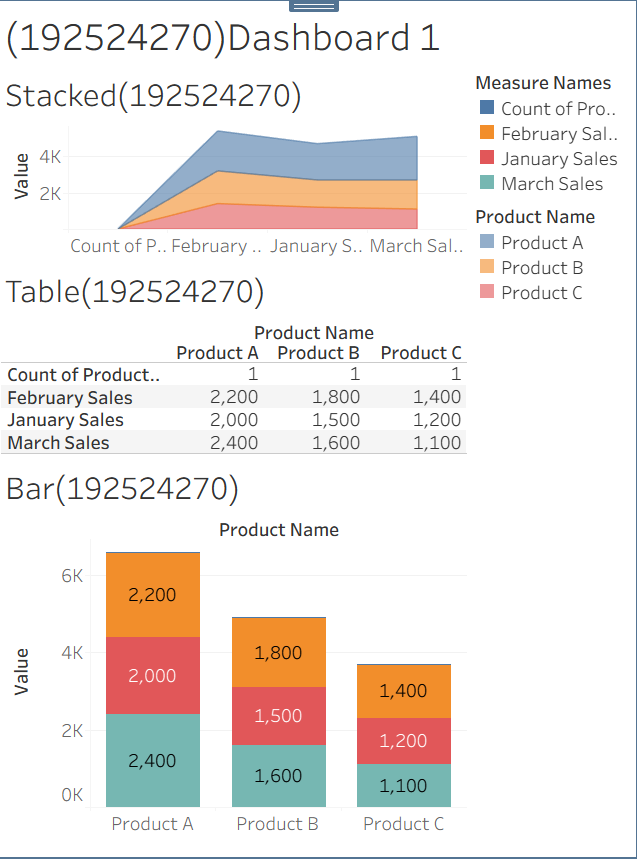 (192524270)Dashboard 1
Stacked(192524270)
Value
4K
2K
Count of P.. February .. January S.. March Sal..
Measure Names
Count of Pro..
February Sal..
January Sales
March Sales
Product Name
Product A
Product B
Product C
Table(192524270)
Product Name
Product A Product B Product C
Count of Product.. 1 1 1
February Sales 2,200 1,800 1,400
January Sales 2,000 1,500 1,200
March Sales 2,400 1,600 1,100
Bar(192524270)
Product Name
Value
6K
4K
2K
0K
2,200
2,000
2,400
1,800
1,500
1,600
1,400
1,200
1,100
Product A Product B Product C